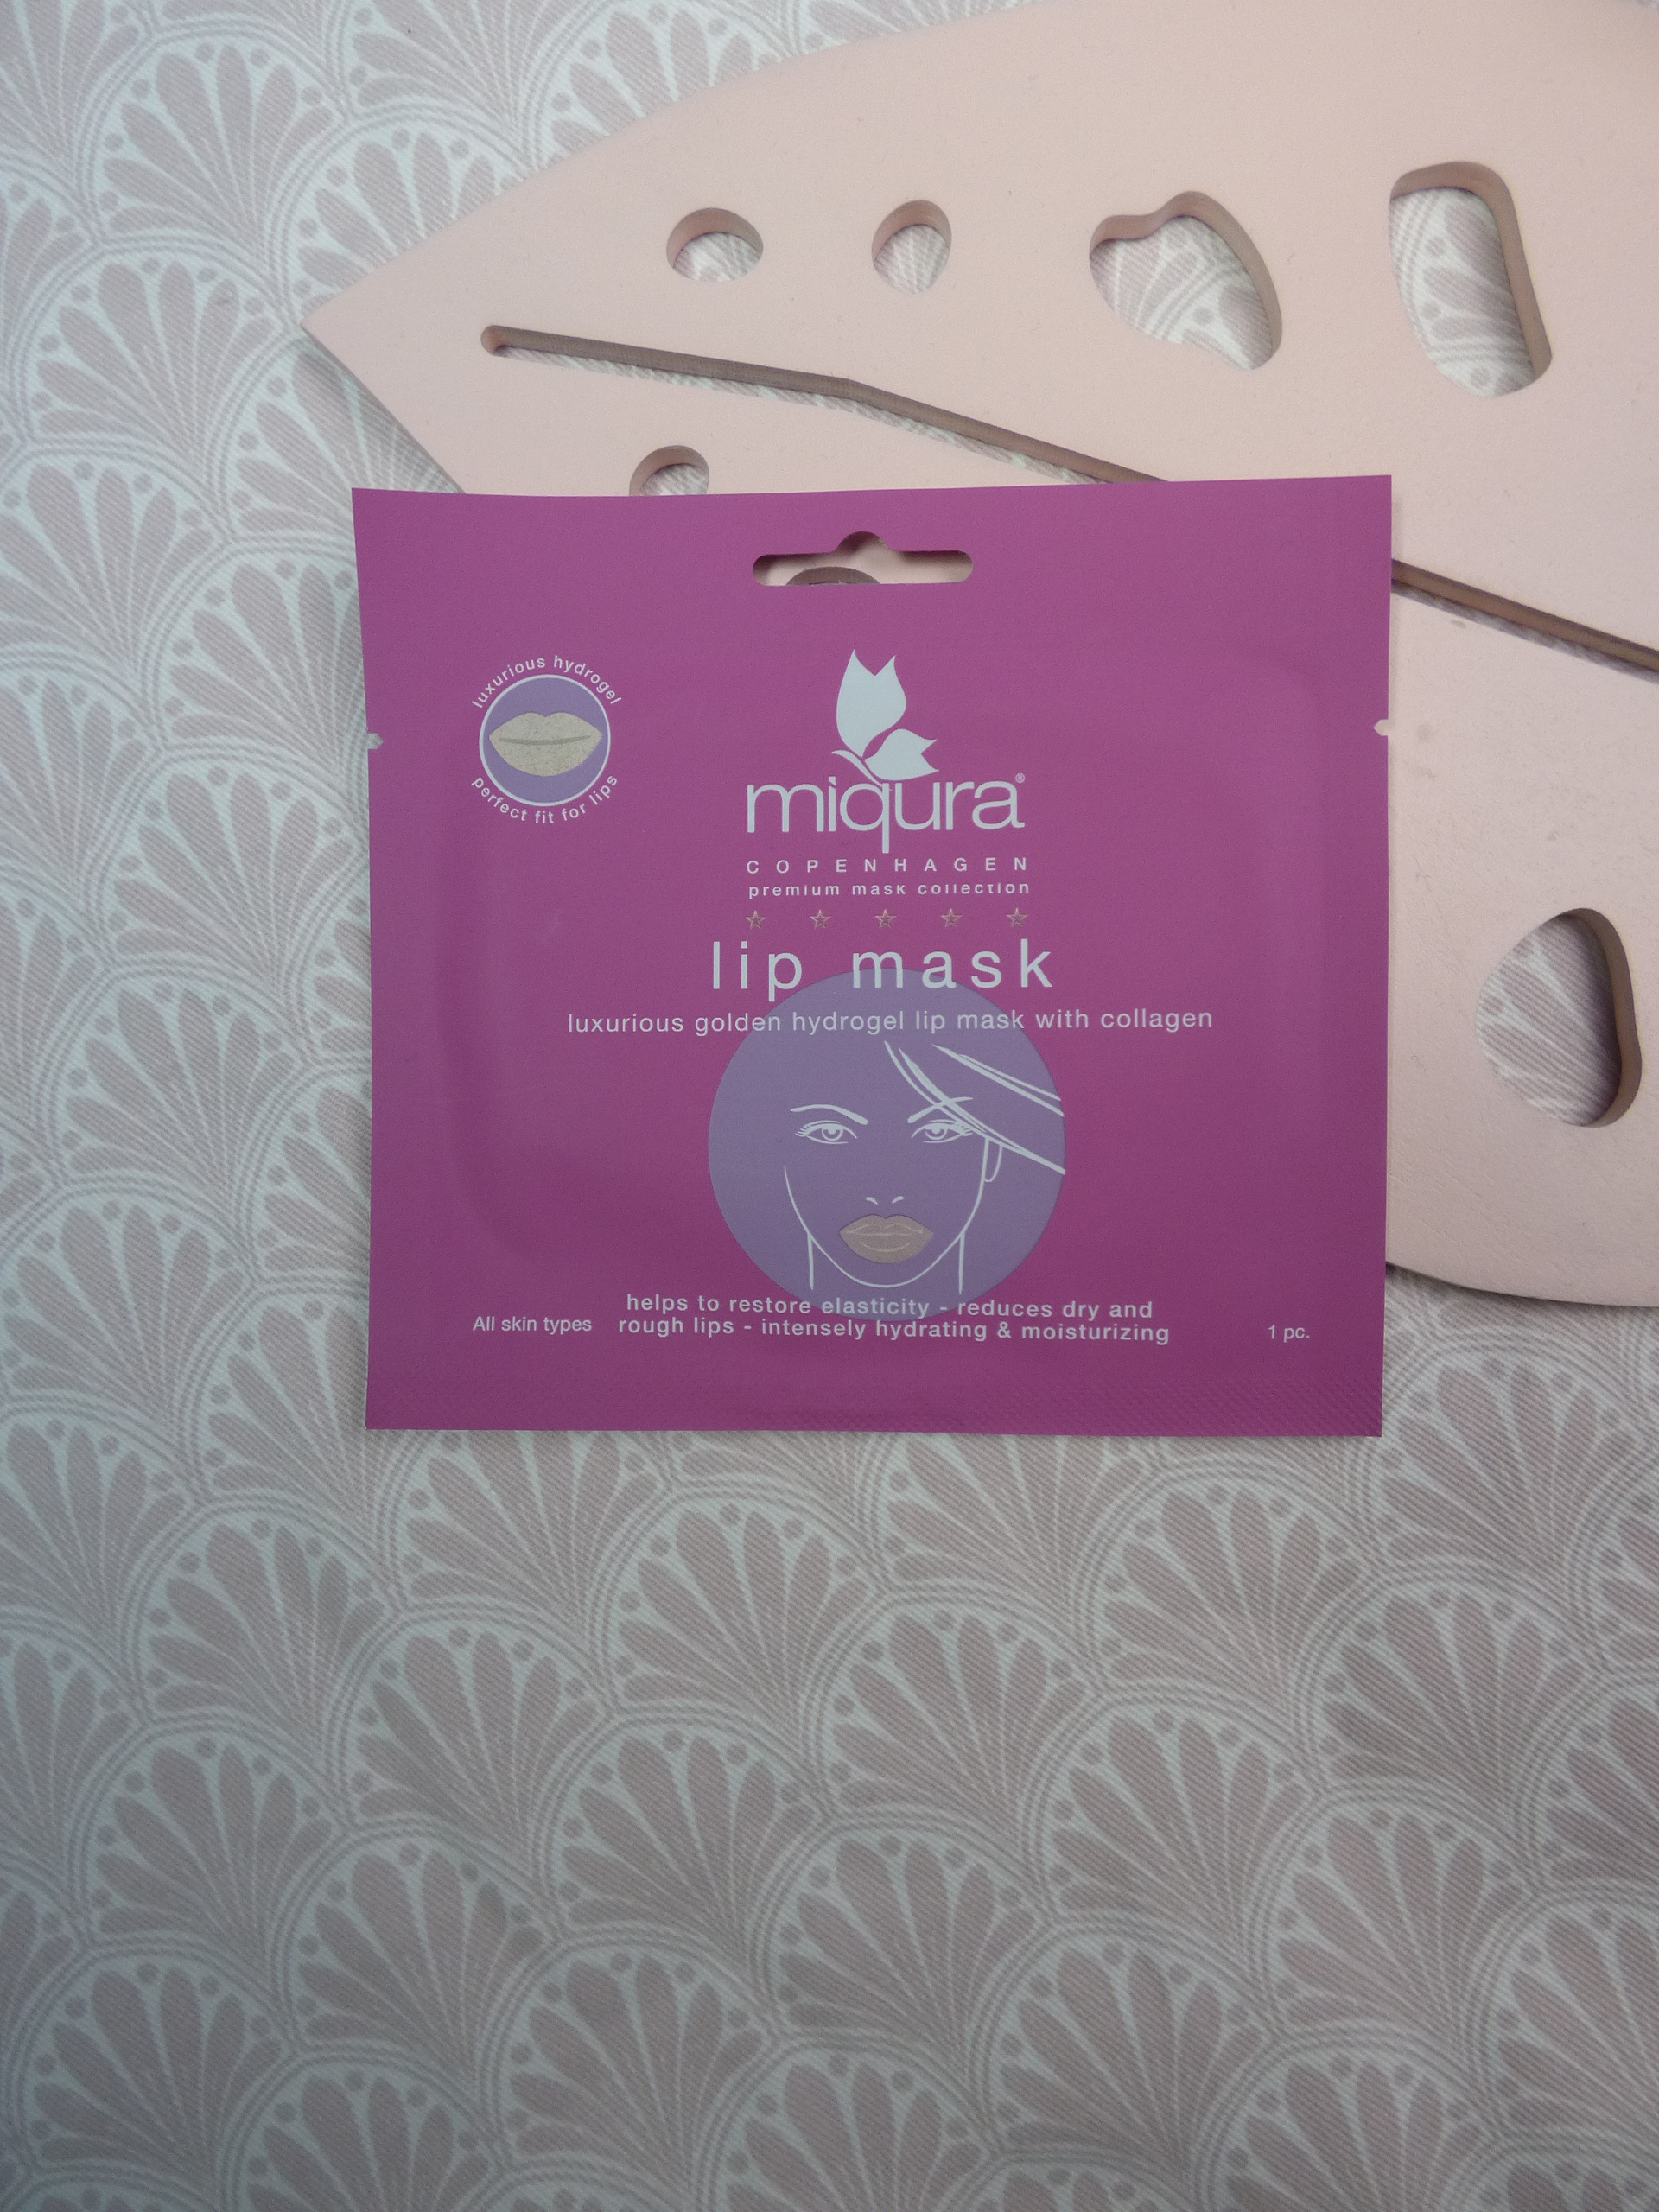 luxurious hydrogel
perfect fit for lips
miqura®
COPENHAGEN
premium mask collection
lip mask
luxurious golden hydrogel lip mask with collagen
helps to restore elasticity - reduces dry and
rough lips - intensely hydrating & moisturizing
All skin types
1 pc.